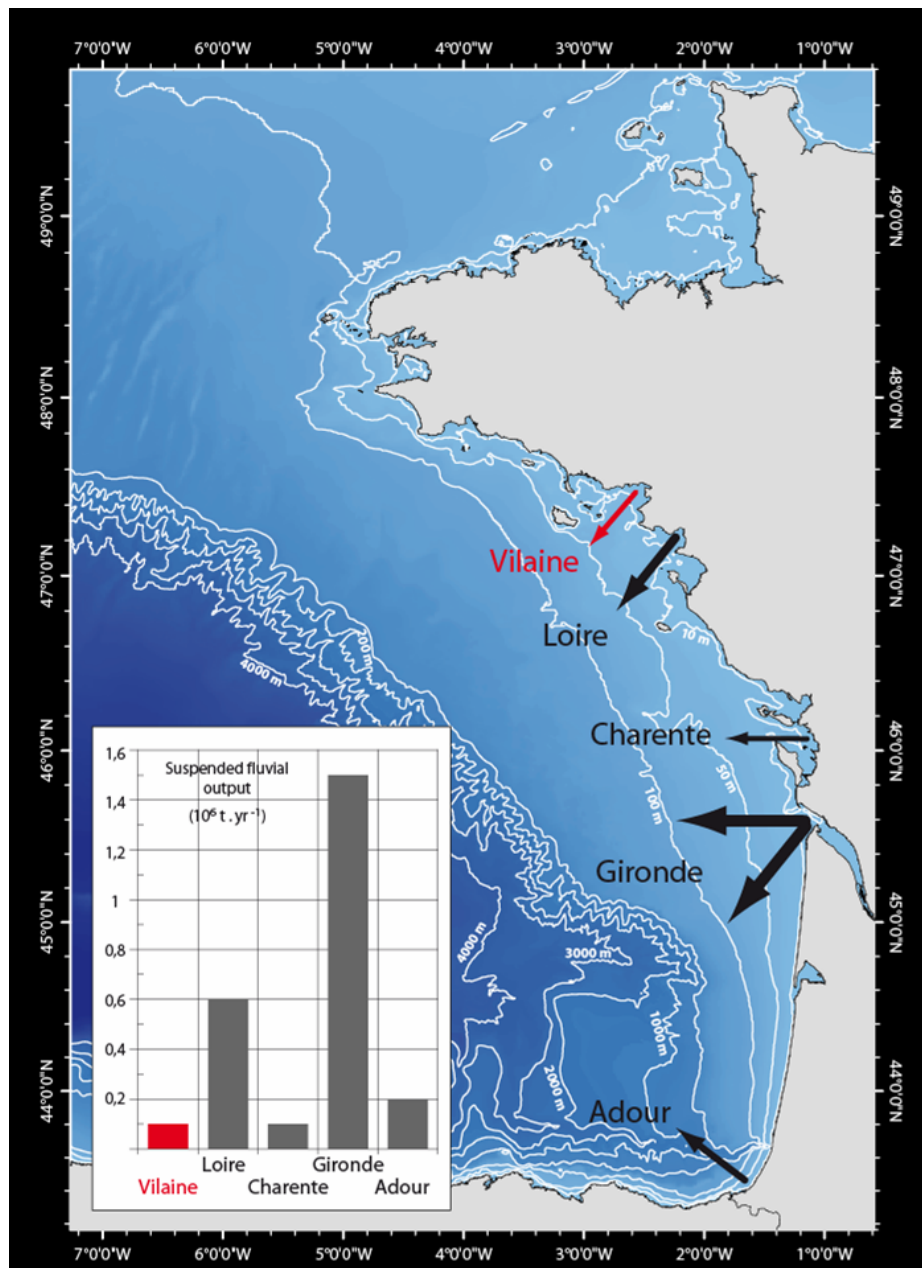 7°0'0"W 6°0'0"W 5°0'0"W 4°0'0"W 3°0'0"W 2°0'0"W 1°0'0"W
49°0'0"N
49°0'0"N
48°0'0"N
48°0'0"N
Vilaine
47°0'0"N
47°0'0"N
Loire
10 m
200 m
4000 m
Charente
46°0'0"N
46°0'0"N
50 m
100 m
Gironde
45°0'0"N
45°0'0"N
4000 m
3000 m
1000 m
2000 m
44°0'0"N
44°0'0"N
Adour
1,6
Suspended fluvial
output
(10⁶ t . yr⁻¹)
1,4
1,2
1
0,8
0,6
0,4
0,2
Loire Gironde
Vilaine Charente Adour
7°0'0"W 6°0'0"W 5°0'0"W 4°0'0"W 3°0'0"W 2°0'0"W 1°0'0"W